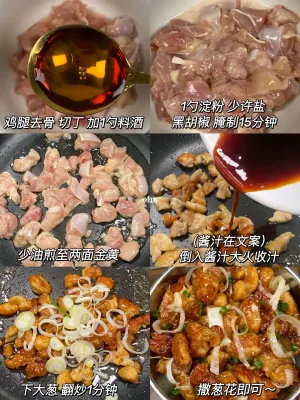 鸡腿去骨 切丁 加1勺料酒
1勺淀粉 少许盐
黑胡椒 腌制15分钟
少油煎至两面金黄
（酱汁在文案）
倒入酱汁大火收汁
下大葱 翻炒1分钟
撒葱花即可～